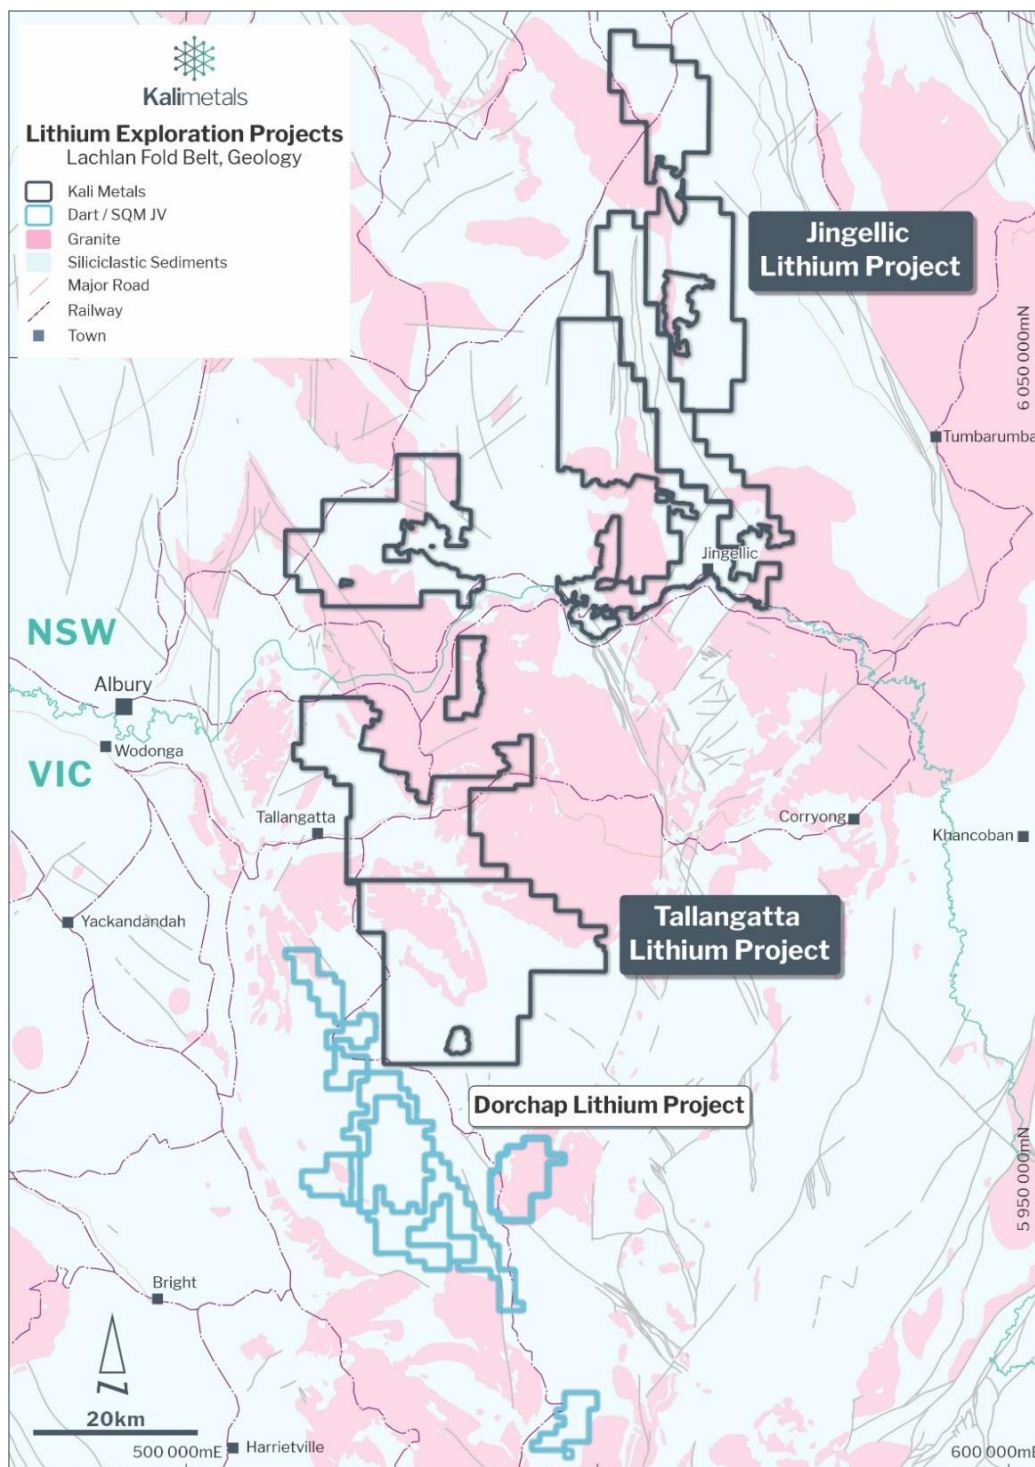 Kalimetals
Lithium Exploration Projects
Lachlan Fold Belt, Geology
Kali Metals
Dart / SQM JV
Granite
Siliciclastic Sediments
Major Road
Railway
Town
Jingellic
Lithium Project
6 050 000mN
Tumbarumba
Jingellic
NSW
Albury
Wodonga
VIC
Tallangatta
Corryong
Khancoban
Yackandandah
Tallangatta
Lithium Project
Dorchap Lithium Project
5 950 000mN
Bright
N
20km
500 000mE
Harrietville
600 000mE